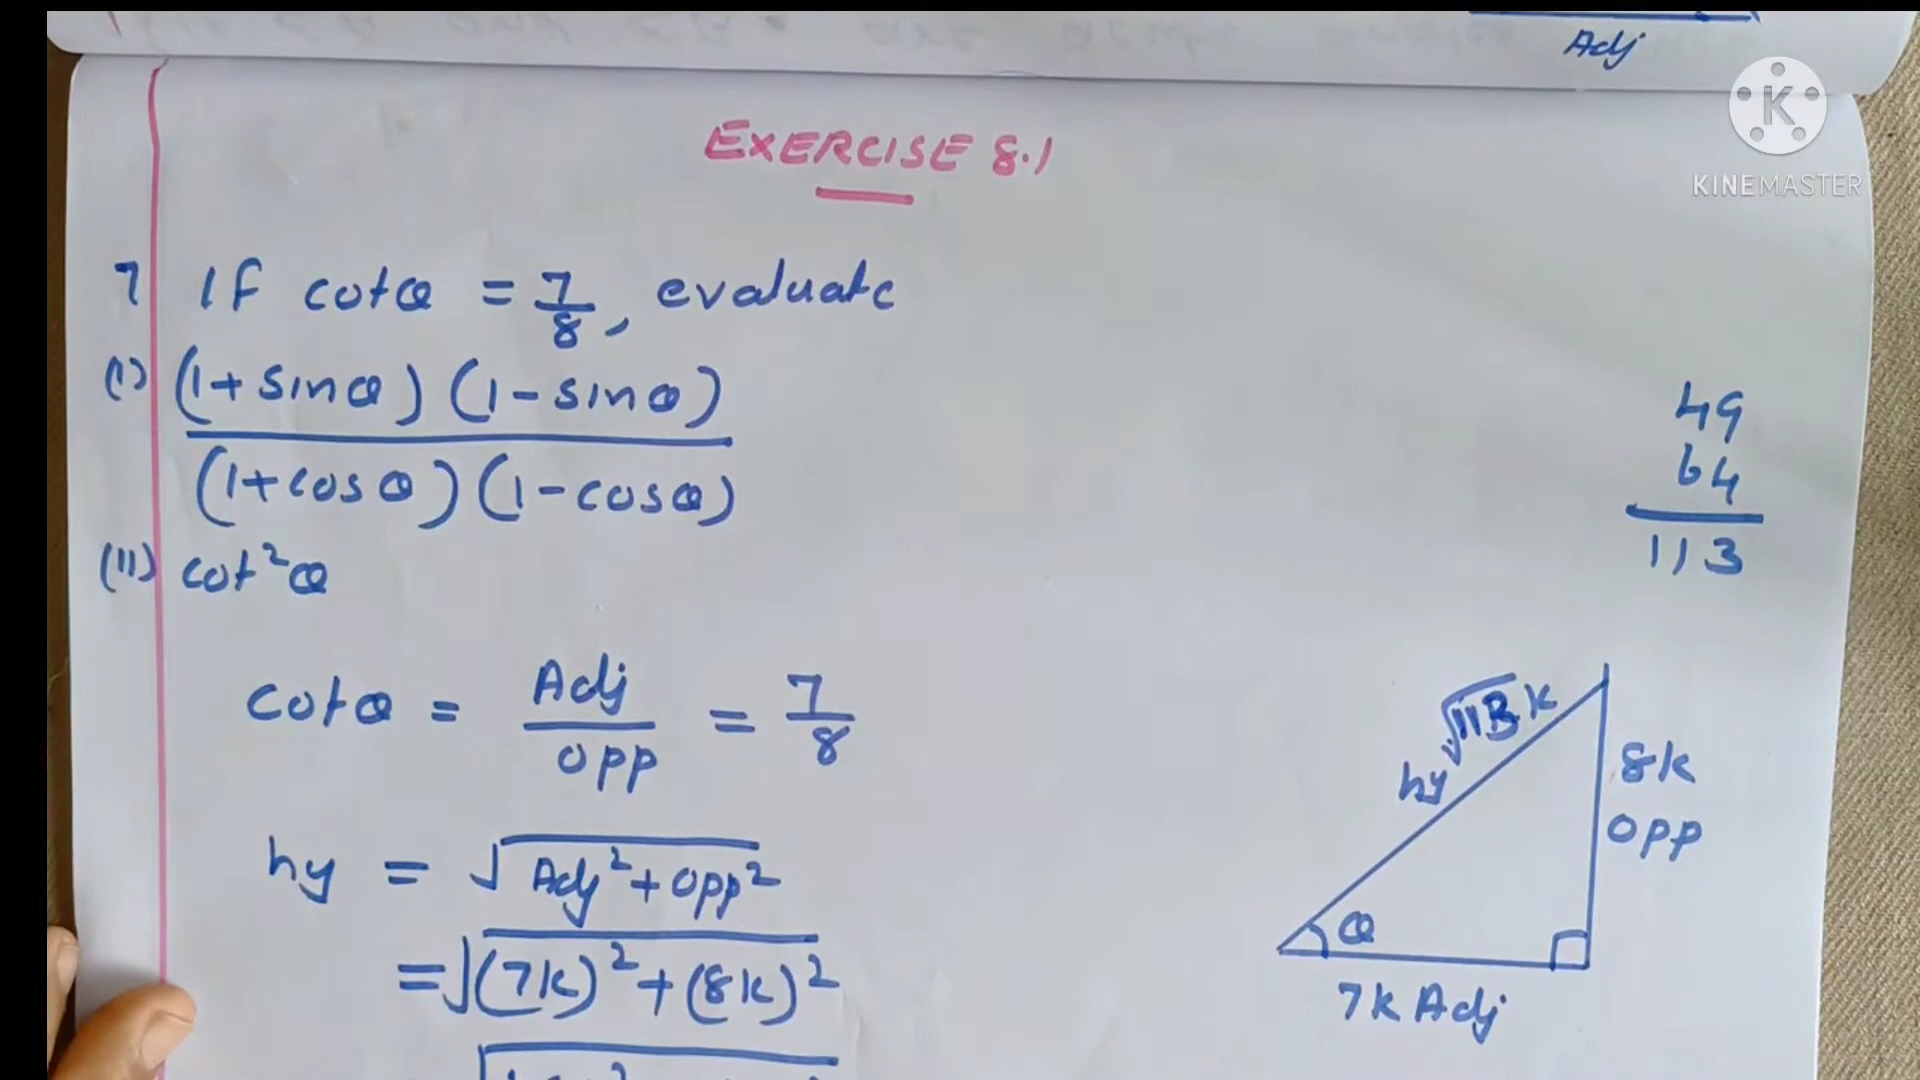 Adj
KINEMASTER
EXERCISE 8.1
7 If cotθ = 7/8, evaluate
(i) (1+sinθ)(1-sinθ)
(1+cosθ)(1-cosθ)
(ii) cot²θ
49
64
113
cotθ = Adj/opp = 7/8
hy = √Adj²+opp²
= √(7k)²+(8k)²
√113 k
hy
8k
opp
θ
7k Adj